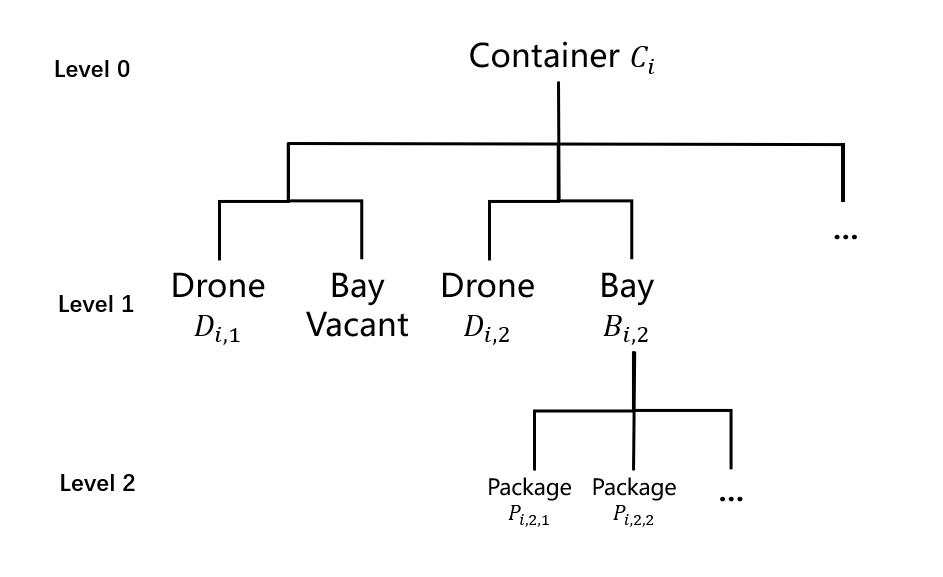 Level 0
Container C_i
...
Level 1
Drone D_{i,1}
Bay Vacant
Drone D_{i,2}
Bay B_{i,2}
Level 2
Package P_{i,2,1}
Package P_{i,2,2}
...